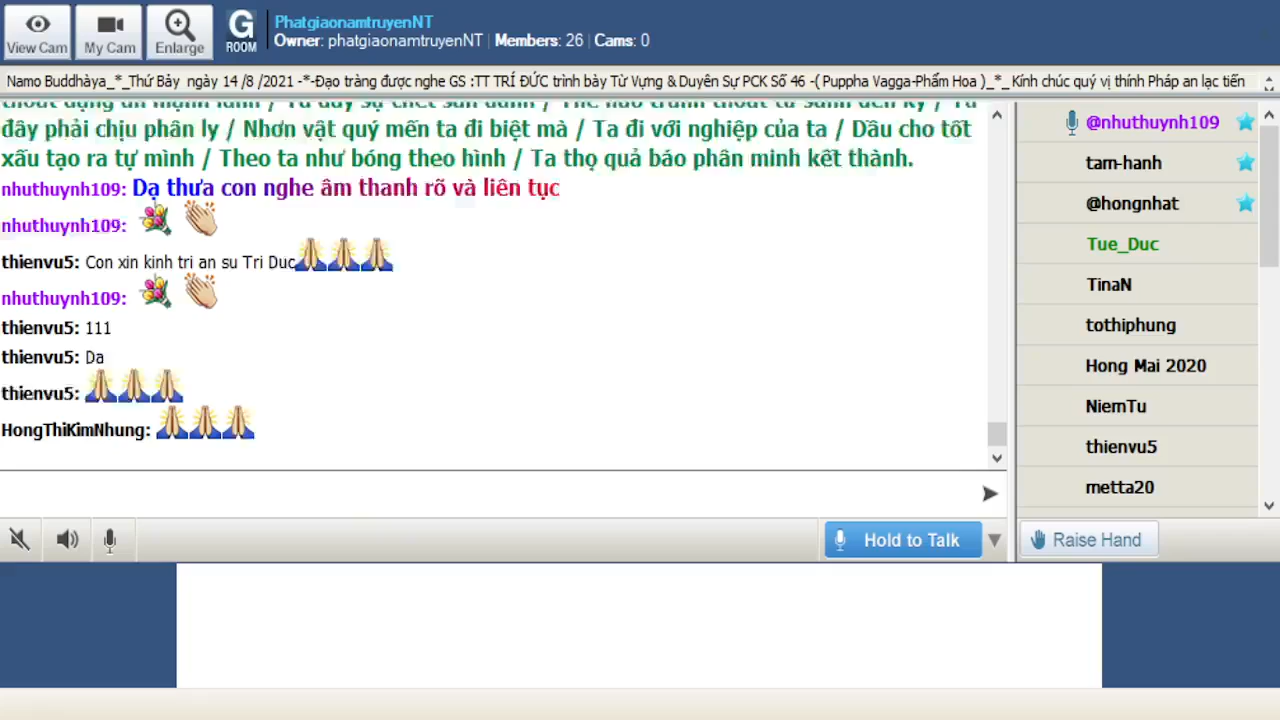 PhatgiaonamtruyenNT
Owner: phatgiaonamtruyenNT | Members: 26 | Cams: 0
View Cam
My Cam
Enlarge
G
ROOM
Namo Buddhàya_*_Thứ Bảy ngày 14 /8 /2021 -*-Đạo tràng được nghe GS :TT TRÍ ĐỨC trình bày Từ Vựng & Duyên Sự PCK Số 46 -( Puppha Vagga-Phẩm Hoa )_*_ Kính chúc quý vị thính Pháp an lạc tiến
đây phải chịu phân ly / Nhơn vật quý mến ta đi biệt mà / Ta đi với nghiệp của ta / Dầu cho tốt
xấu tạo ra tự mình / Theo ta như bóng theo hình / Ta thọ quả báo phân minh kết thành.
nhuthuynh109: Dạ thưa con nghe âm thanh rõ và liên tục
nhuthuynh109:
thienvu5: Con xin kinh tri an su Tri Duc
nhuthuynh109:
thienvu5: 111
thienvu5: Da
thienvu5:
HongThiKimNhung:
@nhuthuynh109
tam-hanh
@hongnhat
Tue_Duc
TinaN
tothiphung
Hong Mai 2020
NiemTu
thienvu5
metta20
Hold to Talk
Raise Hand